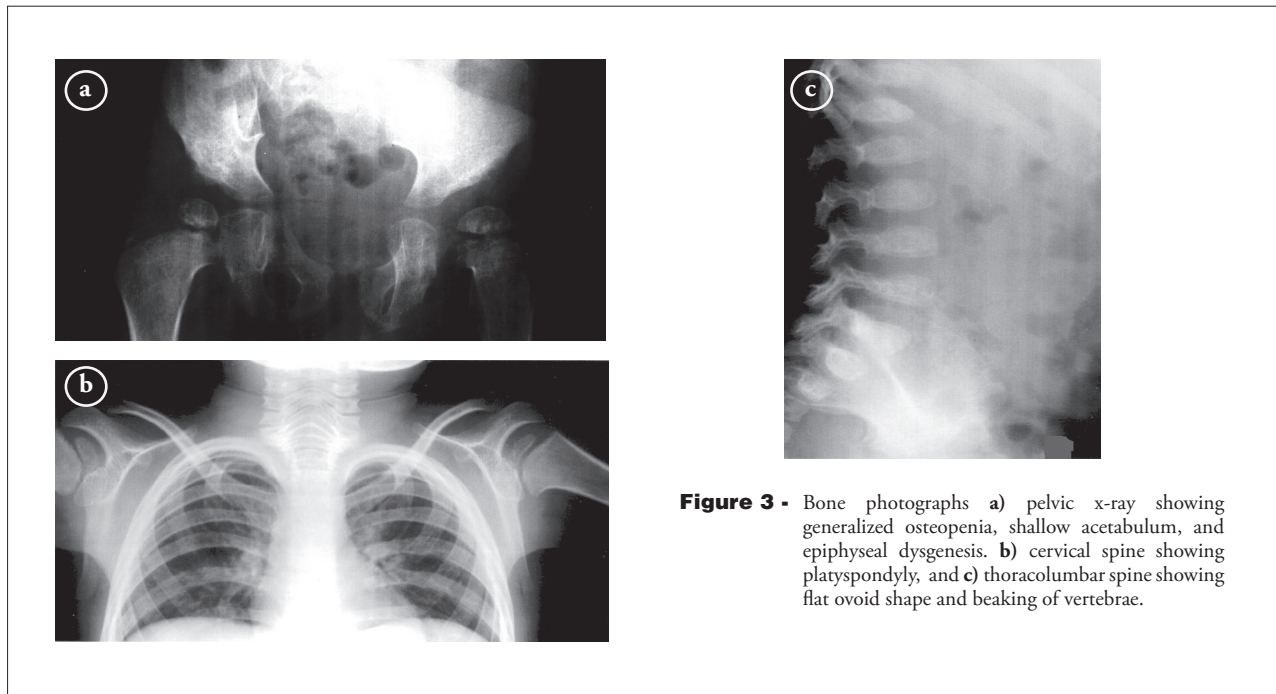 a
b
c
Figure 3 - Bone photographs a) pelvic x-ray showing
generalized osteopenia, shallow acetabulum, and
epiphyseal dysgenesis. b) cervical spine showing
platyspondyly, and c) thoracolumbar spine showing
flat ovoid shape and beaking of vertebrae.